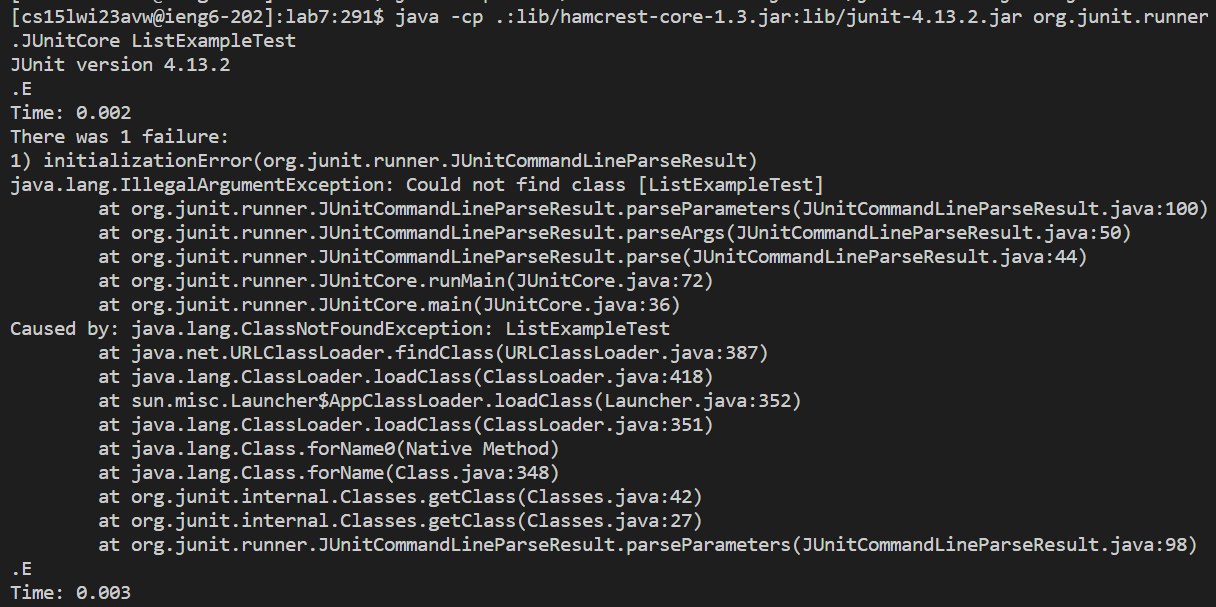 [cs15lwi23avw@ieng6-202]:lab7:291$ java -cp .:lib/hamcrest-core-1.3.jar:lib/junit-4.13.2.jar org.junit.runner
.JUnitCore ListExampleTest
JUnit version 4.13.2
.E
Time: 0.002
There was 1 failure:
1) initializationError(org.junit.runner.JUnitCommandLineParseResult)
java.lang.IllegalArgumentException: Could not find class [ListExampleTest]
        at org.junit.runner.JUnitCommandLineParseResult.parseParameters(JUnitCommandLineParseResult.java:100)
        at org.junit.runner.JUnitCommandLineParseResult.parseArgs(JUnitCommandLineParseResult.java:50)
        at org.junit.runner.JUnitCommandLineParseResult.parse(JUnitCommandLineParseResult.java:44)
        at org.junit.runner.JUnitCore.runMain(JUnitCore.java:72)
        at org.junit.runner.JUnitCore.main(JUnitCore.java:36)
Caused by: java.lang.ClassNotFoundException: ListExampleTest
        at java.net.URLClassLoader.findClass(URLClassLoader.java:387)
        at java.lang.ClassLoader.loadClass(ClassLoader.java:418)
        at sun.misc.Launcher$AppClassLoader.loadClass(Launcher.java:352)
        at java.lang.ClassLoader.loadClass(ClassLoader.java:351)
        at java.lang.Class.forName0(Native Method)
        at java.lang.Class.forName(Class.java:348)
        at org.junit.internal.Classes.getClass(Classes.java:42)
        at org.junit.internal.Classes.getClass(Classes.java:27)
        at org.junit.runner.JUnitCommandLineParseResult.parseParameters(JUnitCommandLineParseResult.java:98)
.E
Time: 0.003